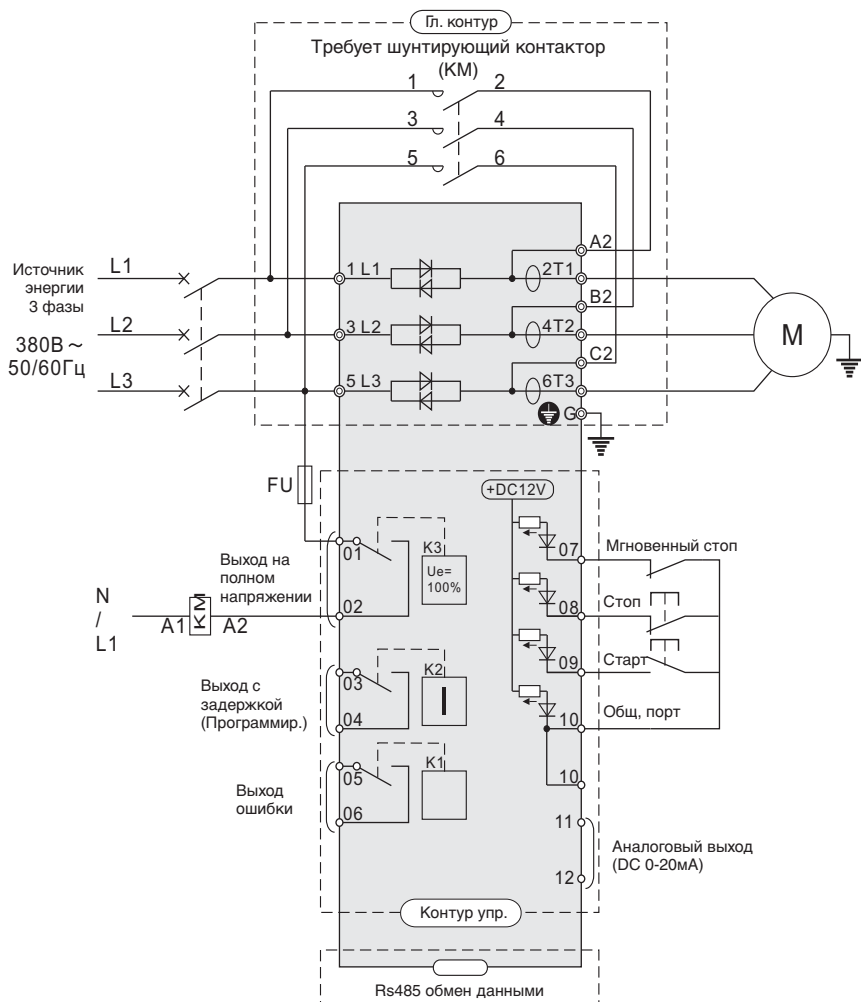 Гл. контур
Требует шунтирующий контактор
(KM)
1 2
3 4
5 6
A2
Источник
энергии
3 фазы
380В ~
50/60Гц
L1
1 L1
2T1
B2
L2
3 L2
4T2
C2
L3
5 L3
6T3
M
G
FU
+DC12V
01
Выход на
полном
напряжении
K3
Ue=
100%
02
N
/
L1
A1
KM
A2
07
Мгновенный стоп
08
Стоп
09
Старт
10
Общ, порт
03
Выход с
задержкой
(Программир.)
K2
I
04
05
Выход
ошибки
K1
06
10
11
Аналоговый выход
(DC 0-20мА)
12
Контур упр.
Rs485 обмен данными